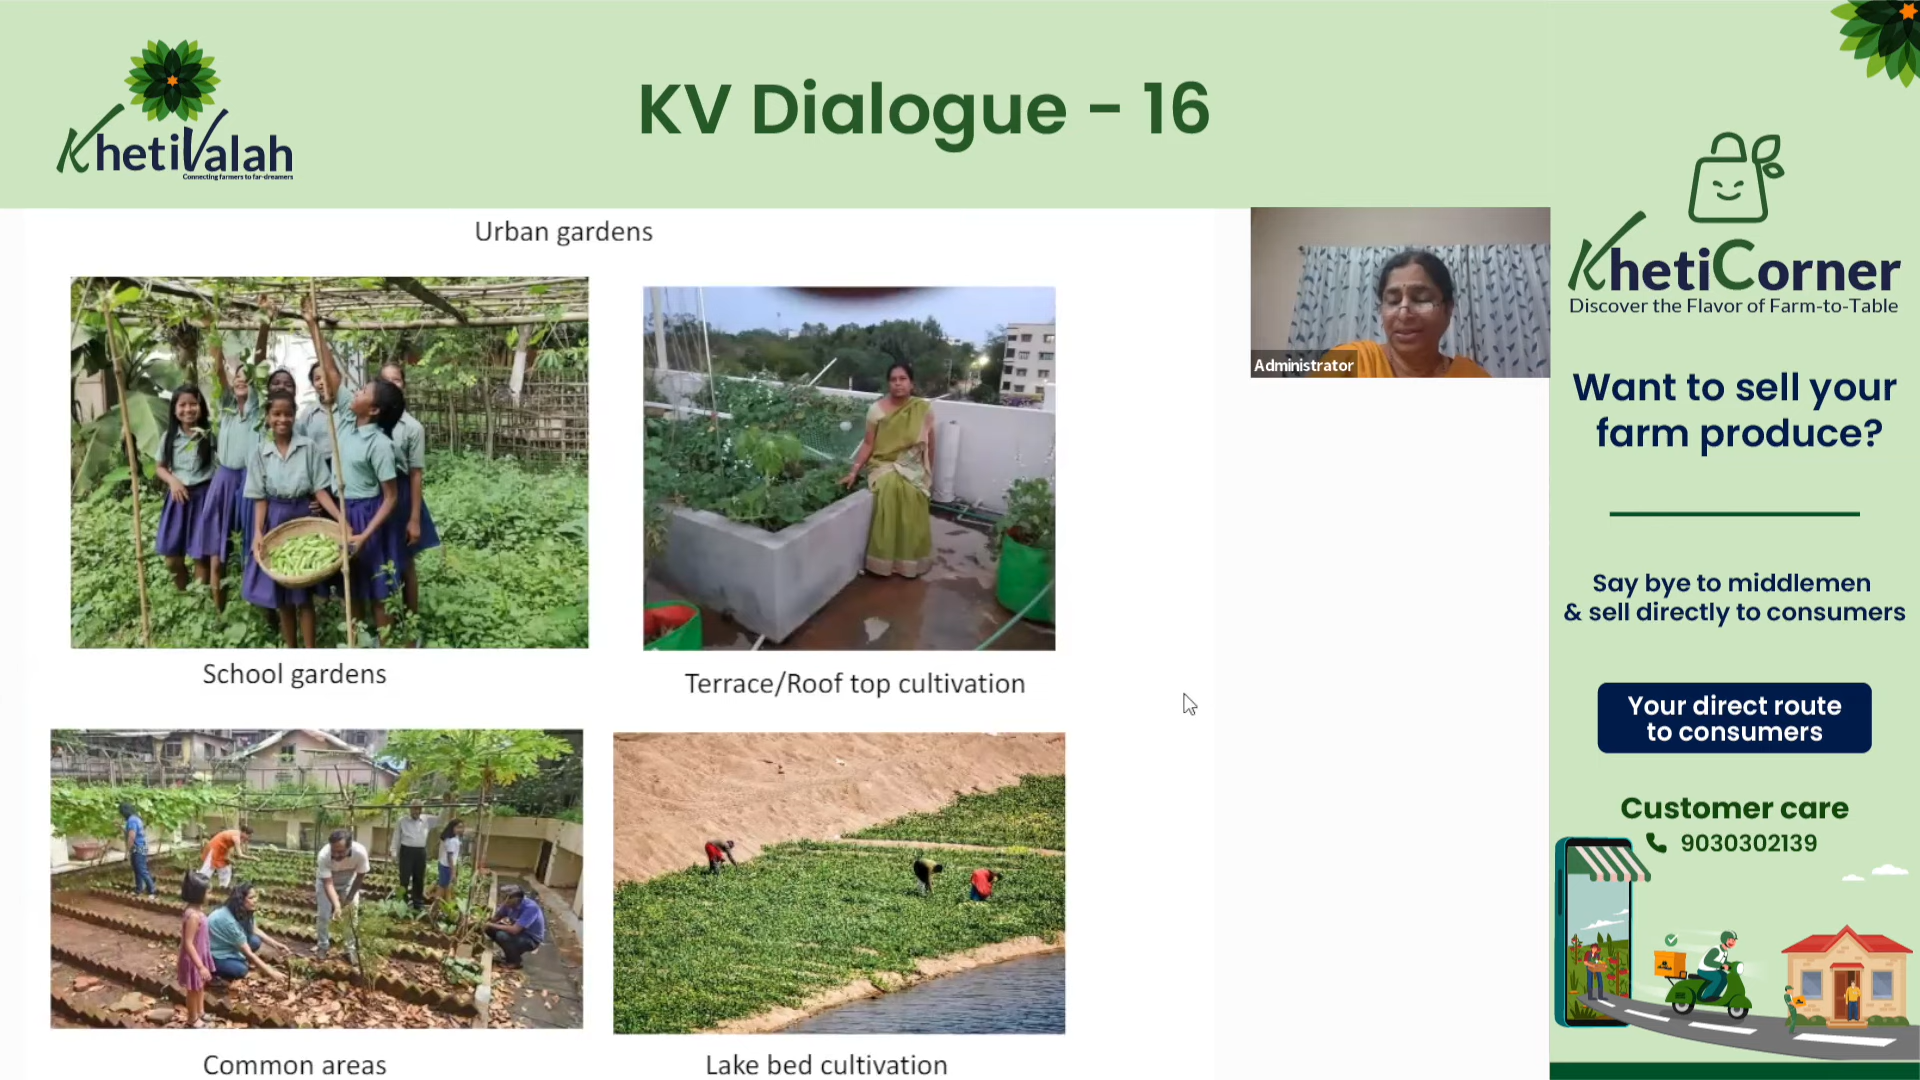 KhetiValah
Connecting farmers to far-dreamers
KV Dialogue - 16
Urban gardens
School gardens
Terrace/Roof top cultivation
Common areas
Lake bed cultivation
Administrator
KhetiCorner
Discover the Flavor of Farm-to-Table
Want to sell your
farm produce?
Say bye to middlemen
& sell directly to consumers
Your direct route
to consumers
Customer care
9030302139